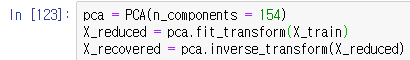 In [123]: pca = PCA(n_components = 154)
X_reduced = pca.fit_transform(X_train)
X_recovered = pca.inverse_transform(X_reduced)